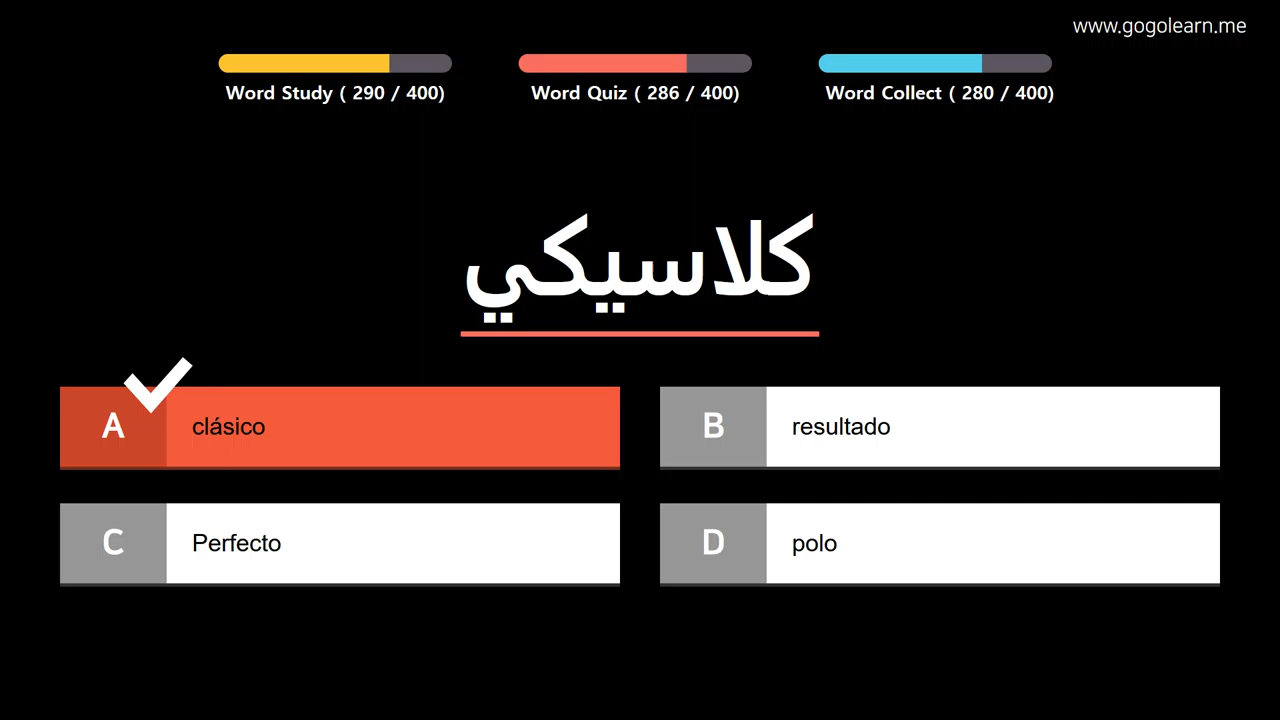 www.gogolearn.me
Word Study ( 290 / 400)
Word Quiz ( 286 / 400)
Word Collect ( 280 / 400)
كلاسيكي
A clásico
B resultado
C Perfecto
D polo